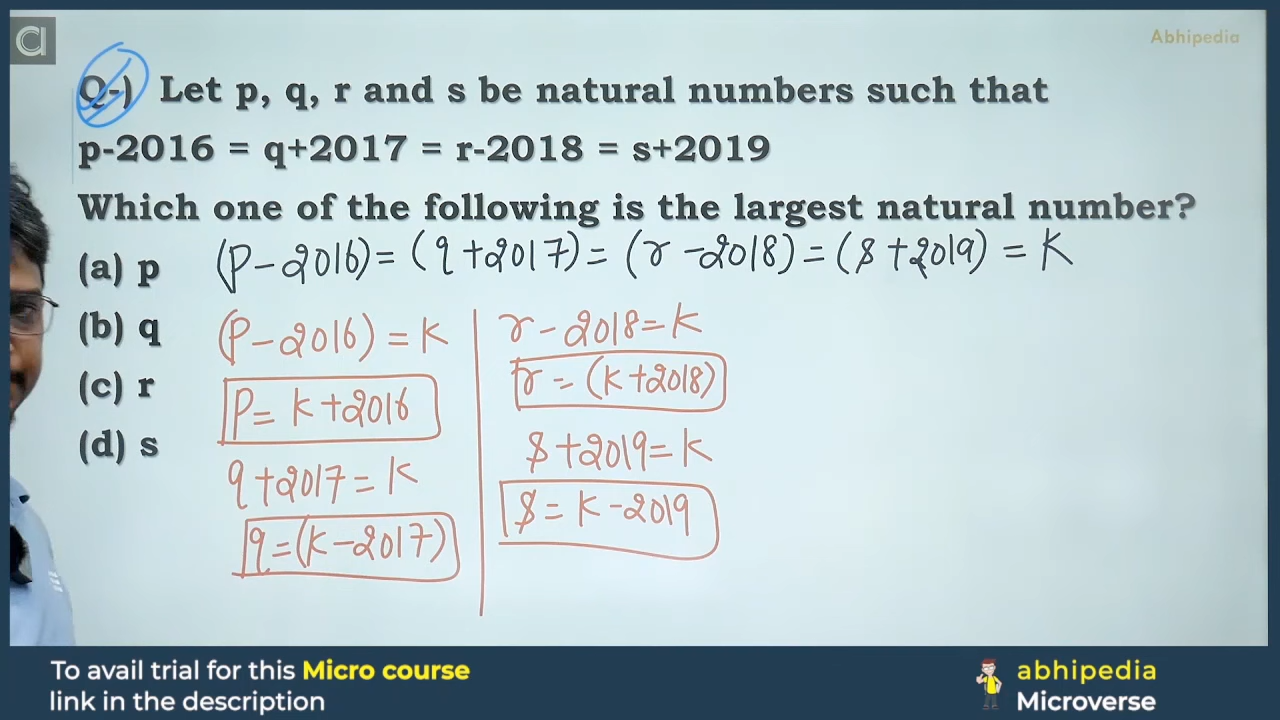 Abhipedia
Q-) Let p, q, r and s be natural numbers such that
p-2016 = q+2017 = r-2018 = s+2019
Which one of the following is the largest natural number?
(a) p
(b) q
(c) r
(d) s
(P-2016)= (q+2017)= (r-2018)= (s+2019) = K
(P-2016) = K
P= K+2016
q+2017= K
q=(K-2017)
r-2018=K
r=(K+2018)
s+2019=K
s= K-2019
To avail trial for this Micro course
link in the description
abhipedia
Microverse